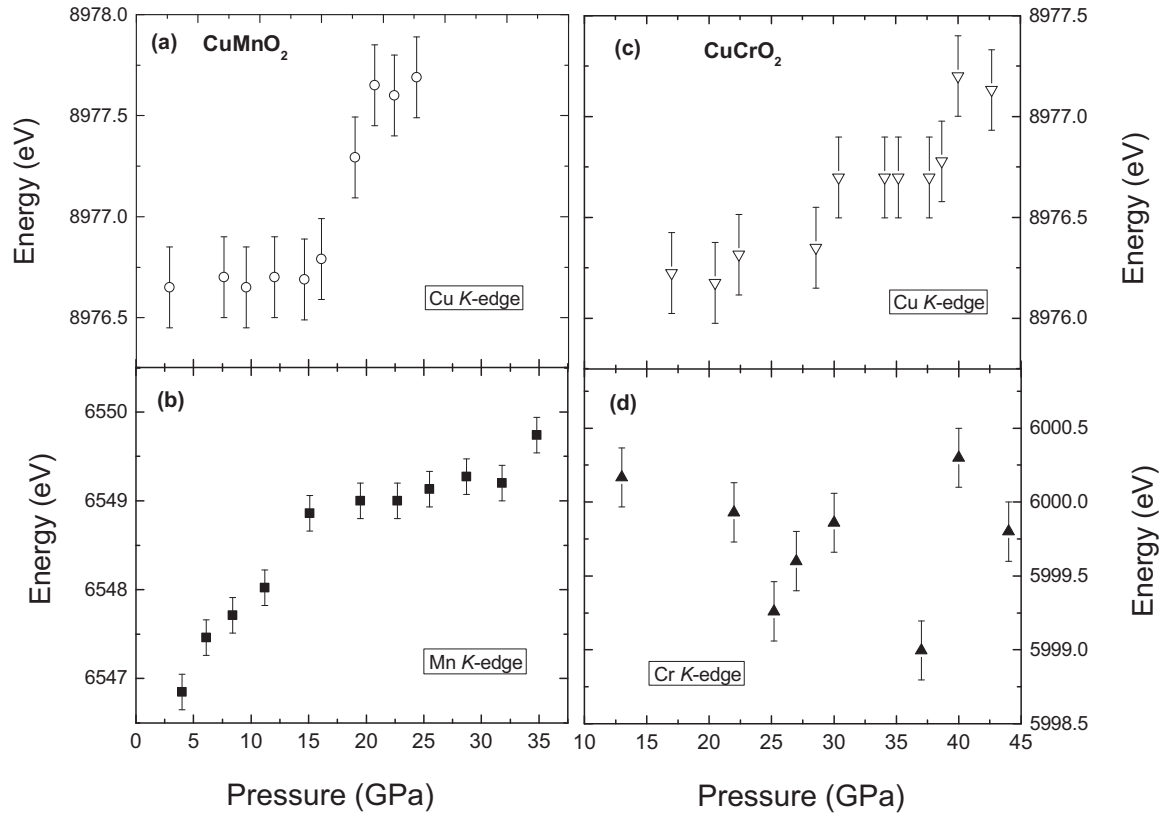 (a) CuMnO2
8978.0
8977.5
8977.0
8976.5
Energy (eV)
Cu K-edge
(c) CuCrO2
8977.5
8977.0
8976.5
8976.0
Energy (eV)
Cu K-edge
(b)
6550
6549
6548
6547
Energy (eV)
Mn K-edge
0 5 10 15 20 25 30 35
Pressure (GPa)
(d)
6000.5
6000.0
5999.5
5999.0
5998.5
Energy (eV)
Cr K-edge
10 15 20 25 30 35 40 45
Pressure (GPa)